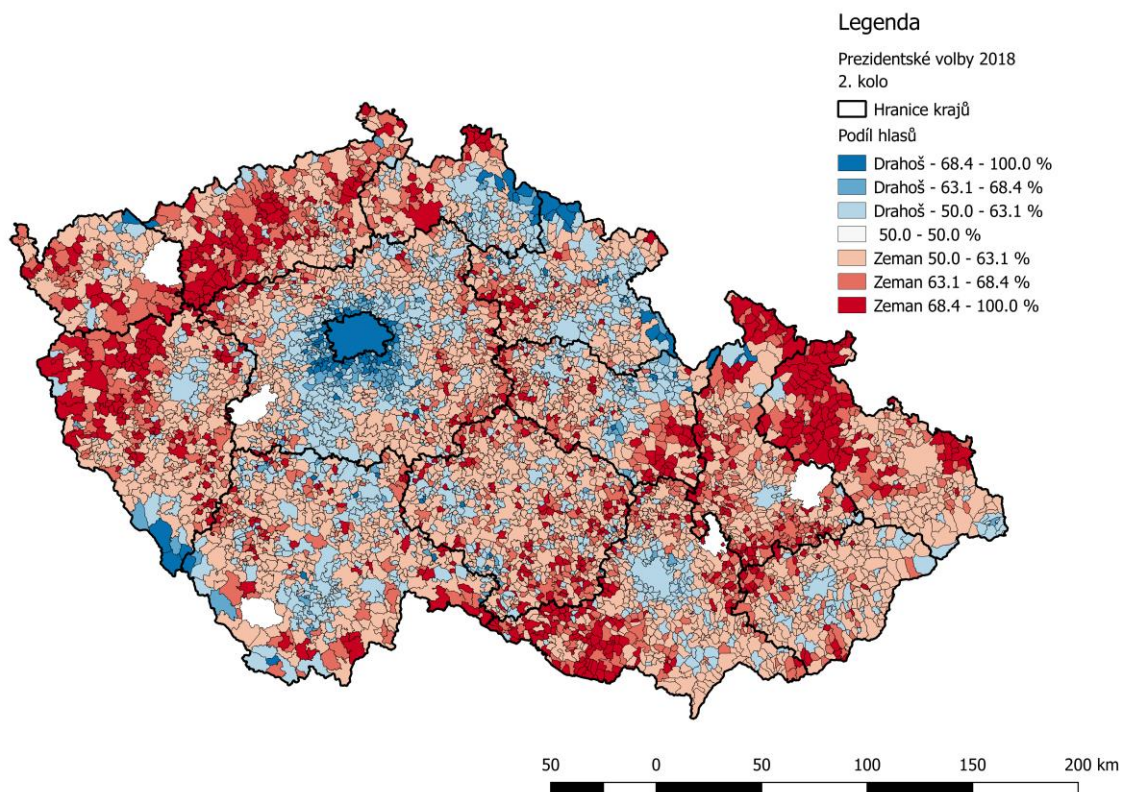 Legenda
Prezidentské volby 2018
2. kolo
Hranice krajů
Podíl hlasů
Drahoš - 68.4 - 100.0 %
Drahoš - 63.1 - 68.4 %
Drahoš - 50.0 - 63.1 %
50.0 - 50.0 %
Zeman 50.0 - 63.1 %
Zeman 63.1 - 68.4 %
Zeman 68.4 - 100.0 %
50 0 50 100 150 200 km